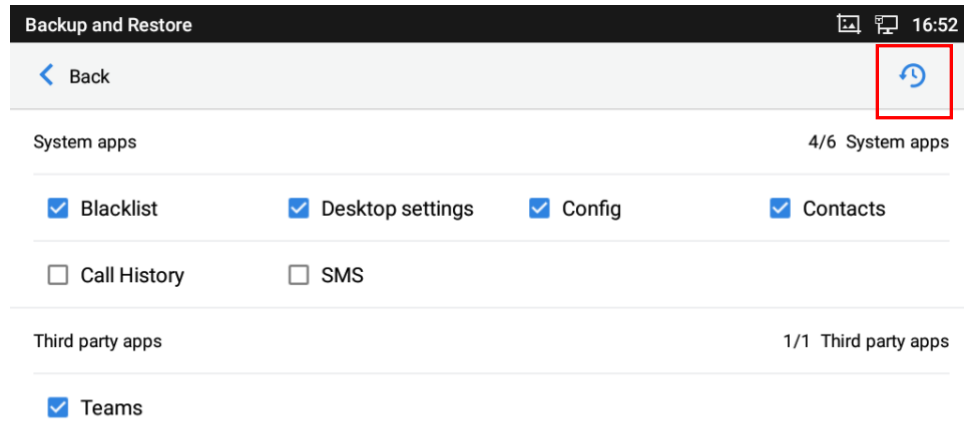 Backup and Restore 16:52
Back
System apps 4/6 System apps
Blacklist Desktop settings Config Contacts
Call History SMS
Third party apps 1/1 Third party apps
Teams